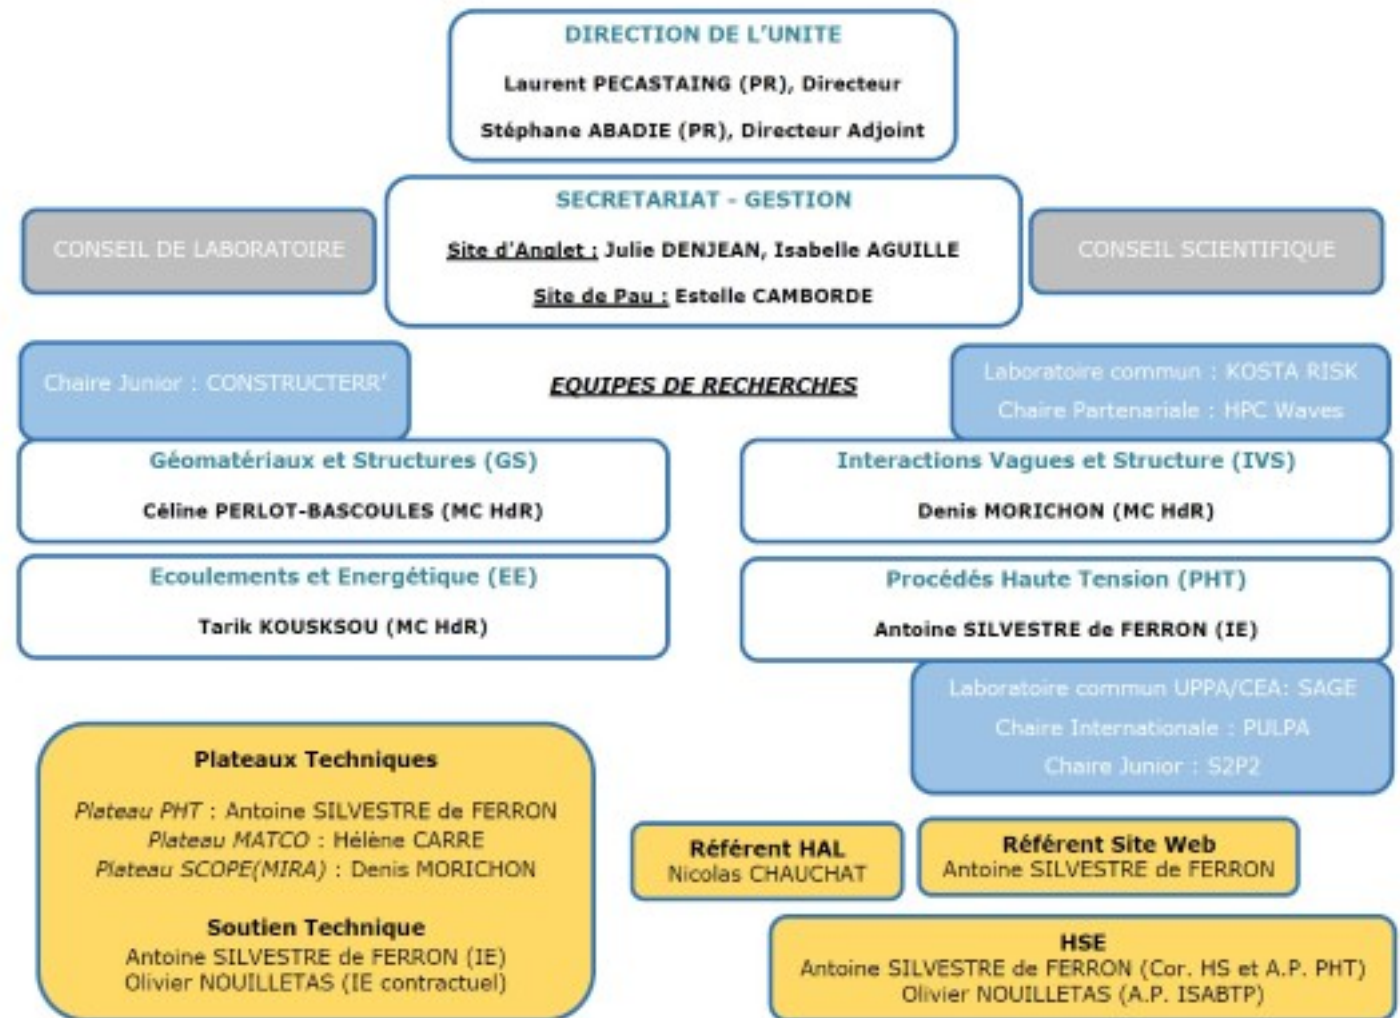 DIRECTION DE L'UNITE
Laurent PECASTAING (PR), Directeur
Stéphane ABADIE (PR), Directeur Adjoint
SECRETARIAT - GESTION
Site d'Anglet : Julie DENJEAN, Isabelle AGUILLE
Site de Pau : Estelle CAMBORDE
CONSEIL DE LABORATOIRE
CONSEIL SCIENTIFIQUE
Chaire Junior : CONSTRUCTERR'
EQUIPES DE RECHERCHES
Laboratoire commun : KOSTA RISK
Chaire Partenariale : HPC Waves
Géomatériaux et Structures (GS)
Céline PERLOT-BASCOULES (MC HdR)
Interactions Vagues et Structure (IVS)
Denis MORICHON (MC HdR)
Ecoulements et Energétique (EE)
Tarik KOUSKSOU (MC HdR)
Procédés Haute Tension (PHT)
Antoine SILVESTRE de FERRON (IE)
Laboratoire commun UPPA/CEA: SAGE
Chaire Internationale : PULPA
Chaire Junior : S2P2
Plateaux Techniques
Plateau PHT : Antoine SILVESTRE de FERRON
Plateau MATCO : Hélène CARRE
Plateau SCOPE(MIRA) : Denis MORICHON
Soutien Technique
Antoine SILVESTRE de FERRON (IE)
Olivier NOUILLETAS (IE contractuel)
Référent HAL
Nicolas CHAUCHAT
Référent Site Web
Antoine SILVESTRE de FERRON
HSE
Antoine SILVESTRE de FERRON (Cor. HS et A.P. PHT)
Olivier NOUILLETAS (A.P. ISABTP)